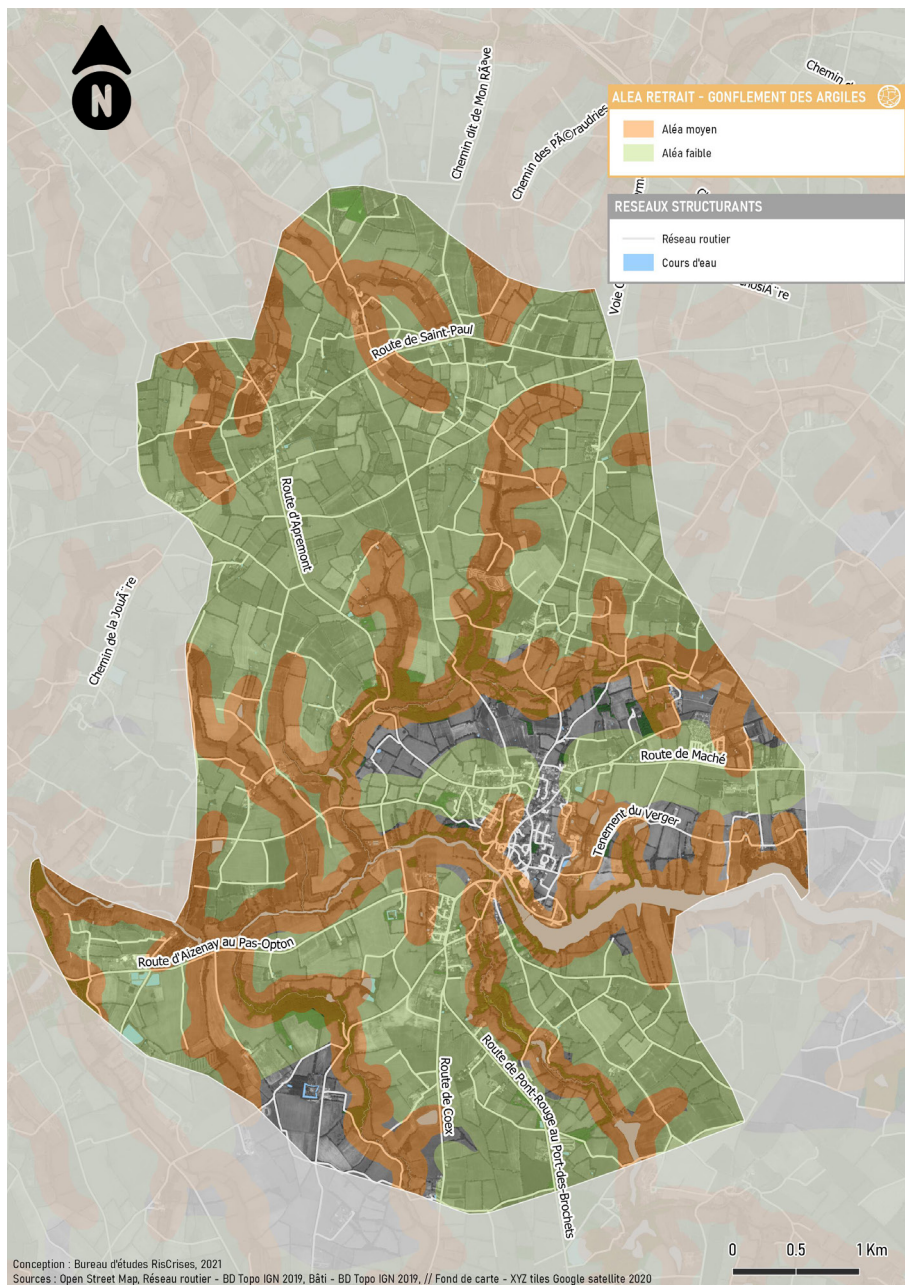 N
Chemin dit de Mon RÃªve
Chemin des PÃ©raudries
Chemin d
ALEA RETRAIT - GONFLEMENT DES ARGILES
Aléa moyen
Aléa faible
RESEAUX STRUCTURANTS
Réseau routier
Cours d'eau
Route de Saint-Paul
Route d'Apremont
Chemin de la JouÃ¨re
Route de Maché
Tenement du Verger
Route d'Aizenay au Pas-Opton
Route de Coex
Route de Pont-Rouge au Port-des-Brochets
0 0.5 1 Km
Conception : Bureau d'études RisCrises, 2021
Sources : Open Street Map, Réseau routier - BD Topo IGN 2019, Bâti - BD Topo IGN 2019, // Fond de carte - XYZ tiles Google satellite 2020